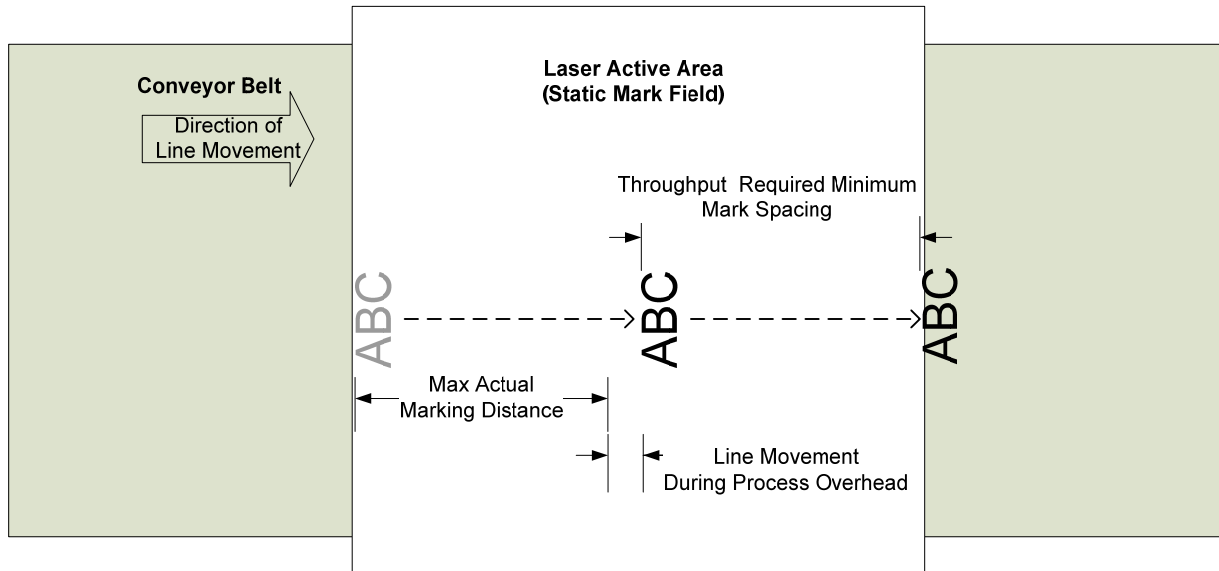 Conveyor Belt
Direction of
Line Movement
Laser Active Area
(Static Mark Field)
Throughput Required Minimum
Mark Spacing
ABC
ABC
ABC
Max Actual
Marking Distance
Line Movement
During Process Overhead